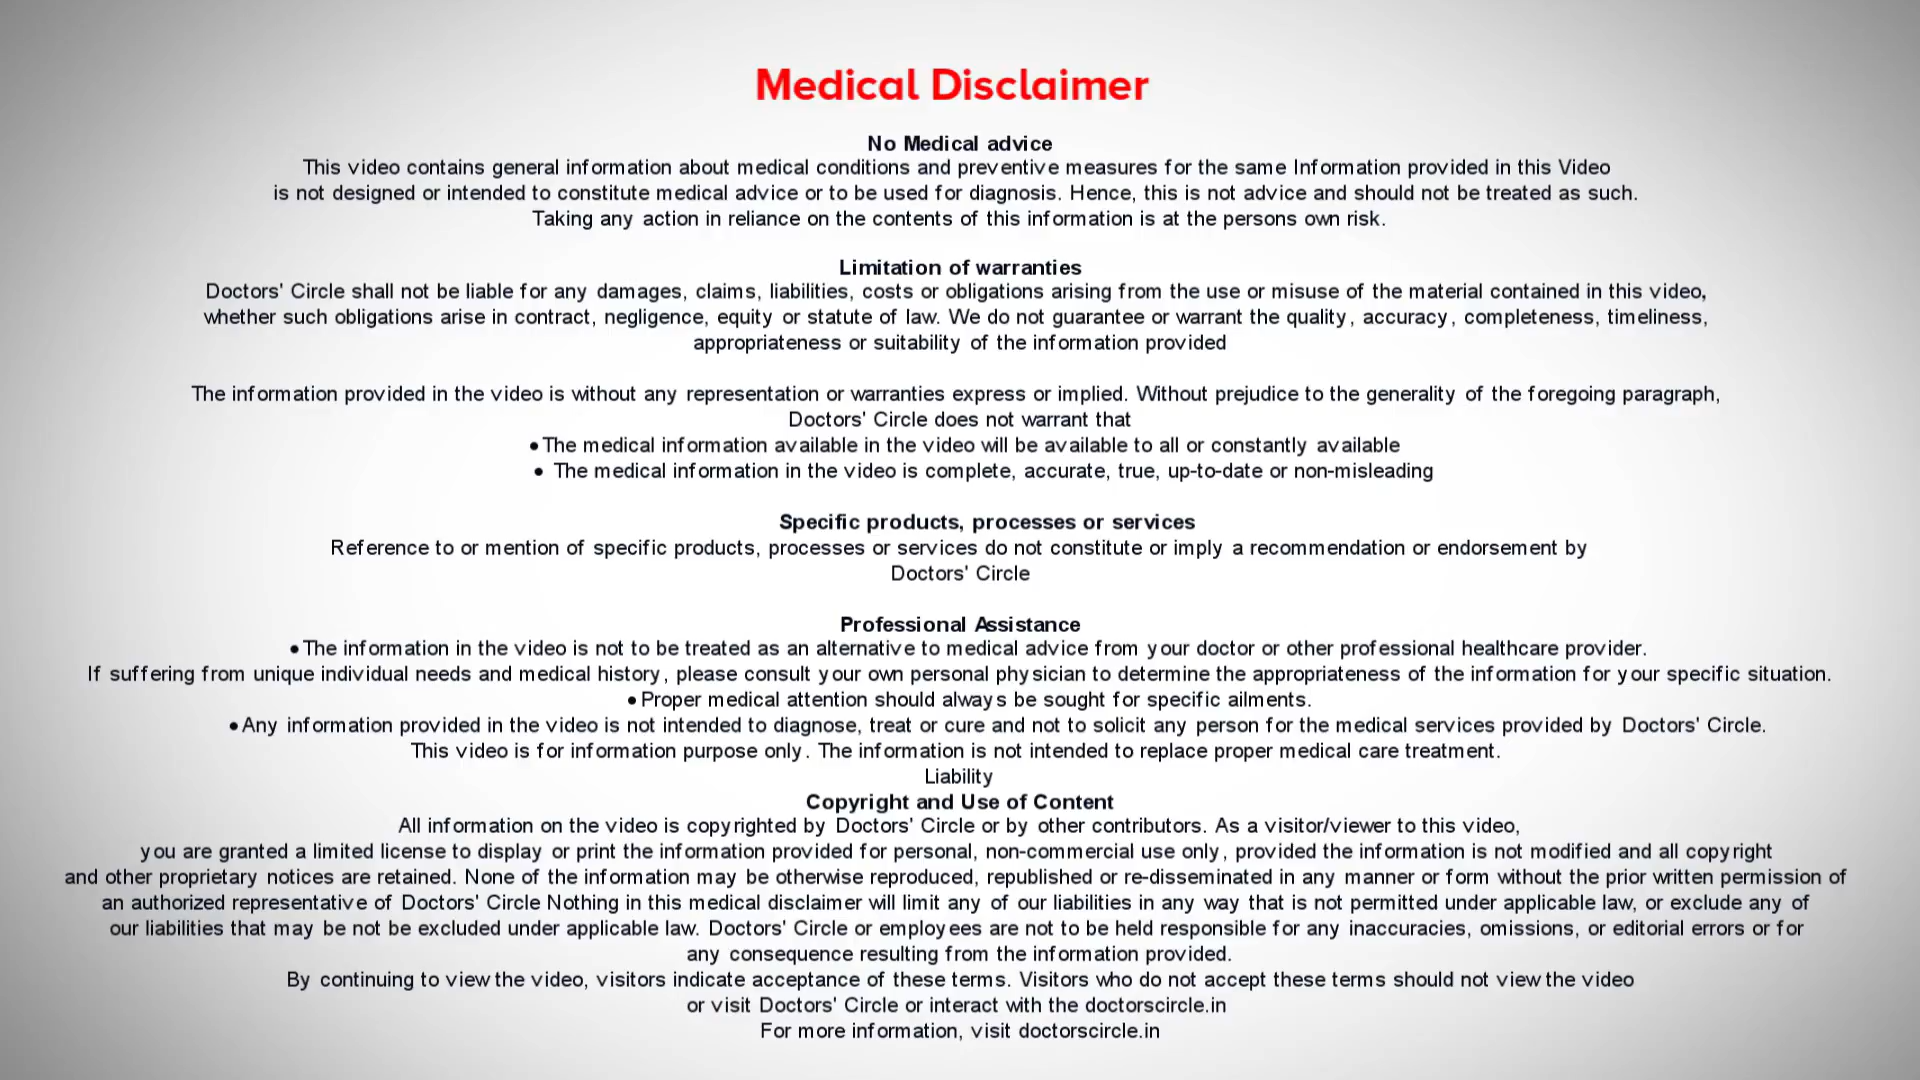 Medical Disclaimer
No Medical advice
This video contains general information about medical conditions and preventive measures for the same Information provided in this Video
is not designed or intended to constitute medical advice or to be used for diagnosis. Hence, this is not advice and should not be treated as such.
Taking any action in reliance on the contents of this information is at the persons own risk.
Limitation of warranties
Doctors' Circle shall not be liable for any damages, claims, liabilities, costs or obligations arising from the use or misuse of the material contained in this video,
whether such obligations arise in contract, negligence, equity or statute of law. We do not guarantee or warrant the quality, accuracy, completeness, timeliness,
appropriateness or suitability of the information provided
The information provided in the video is without any representation or warranties express or implied. Without prejudice to the generality of the foregoing paragraph,
Doctors' Circle does not warrant that
• The medical information available in the video will be available to all or constantly available
• The medical information in the video is complete, accurate, true, up-to-date or non-misleading
Specific products, processes or services
Reference to or mention of specific products, processes or services do not constitute or imply a recommendation or endorsement by
Doctors' Circle
Professional Assistance
• The information in the video is not to be treated as an alternative to medical advice from your doctor or other professional healthcare provider.
If suffering from unique individual needs and medical history, please consult your own personal physician to determine the appropriateness of the information for your specific situation.
• Proper medical attention should always be sought for specific ailments.
• Any information provided in the video is not intended to diagnose, treat or cure and not to solicit any person for the medical services provided by Doctors' Circle.
This video is for information purpose only. The information is not intended to replace proper medical care treatment.
Liability
Copyright and Use of Content
All information on the video is copyrighted by Doctors' Circle or by other contributors. As a visitor/viewer to this video,
you are granted a limited license to display or print the information provided for personal, non-commercial use only, provided the information is not modified and all copyright
and other proprietary notices are retained. None of the information may be otherwise reproduced, republished or re-disseminated in any manner or form without the prior written permission of
an authorized representative of Doctors' Circle Nothing in this medical disclaimer will limit any of our liabilities in any way that is not permitted under applicable law, or exclude any of
our liabilities that may be not be excluded under applicable law. Doctors' Circle or employees are not to be held responsible for any inaccuracies, omissions, or editorial errors or for
any consequence resulting from the information provided.
By continuing to view the video, visitors indicate acceptance of these terms. Visitors who do not accept these terms should not view the video
or visit Doctors' Circle or interact with the doctorscircle.in
For more information, visit doctorscircle.in